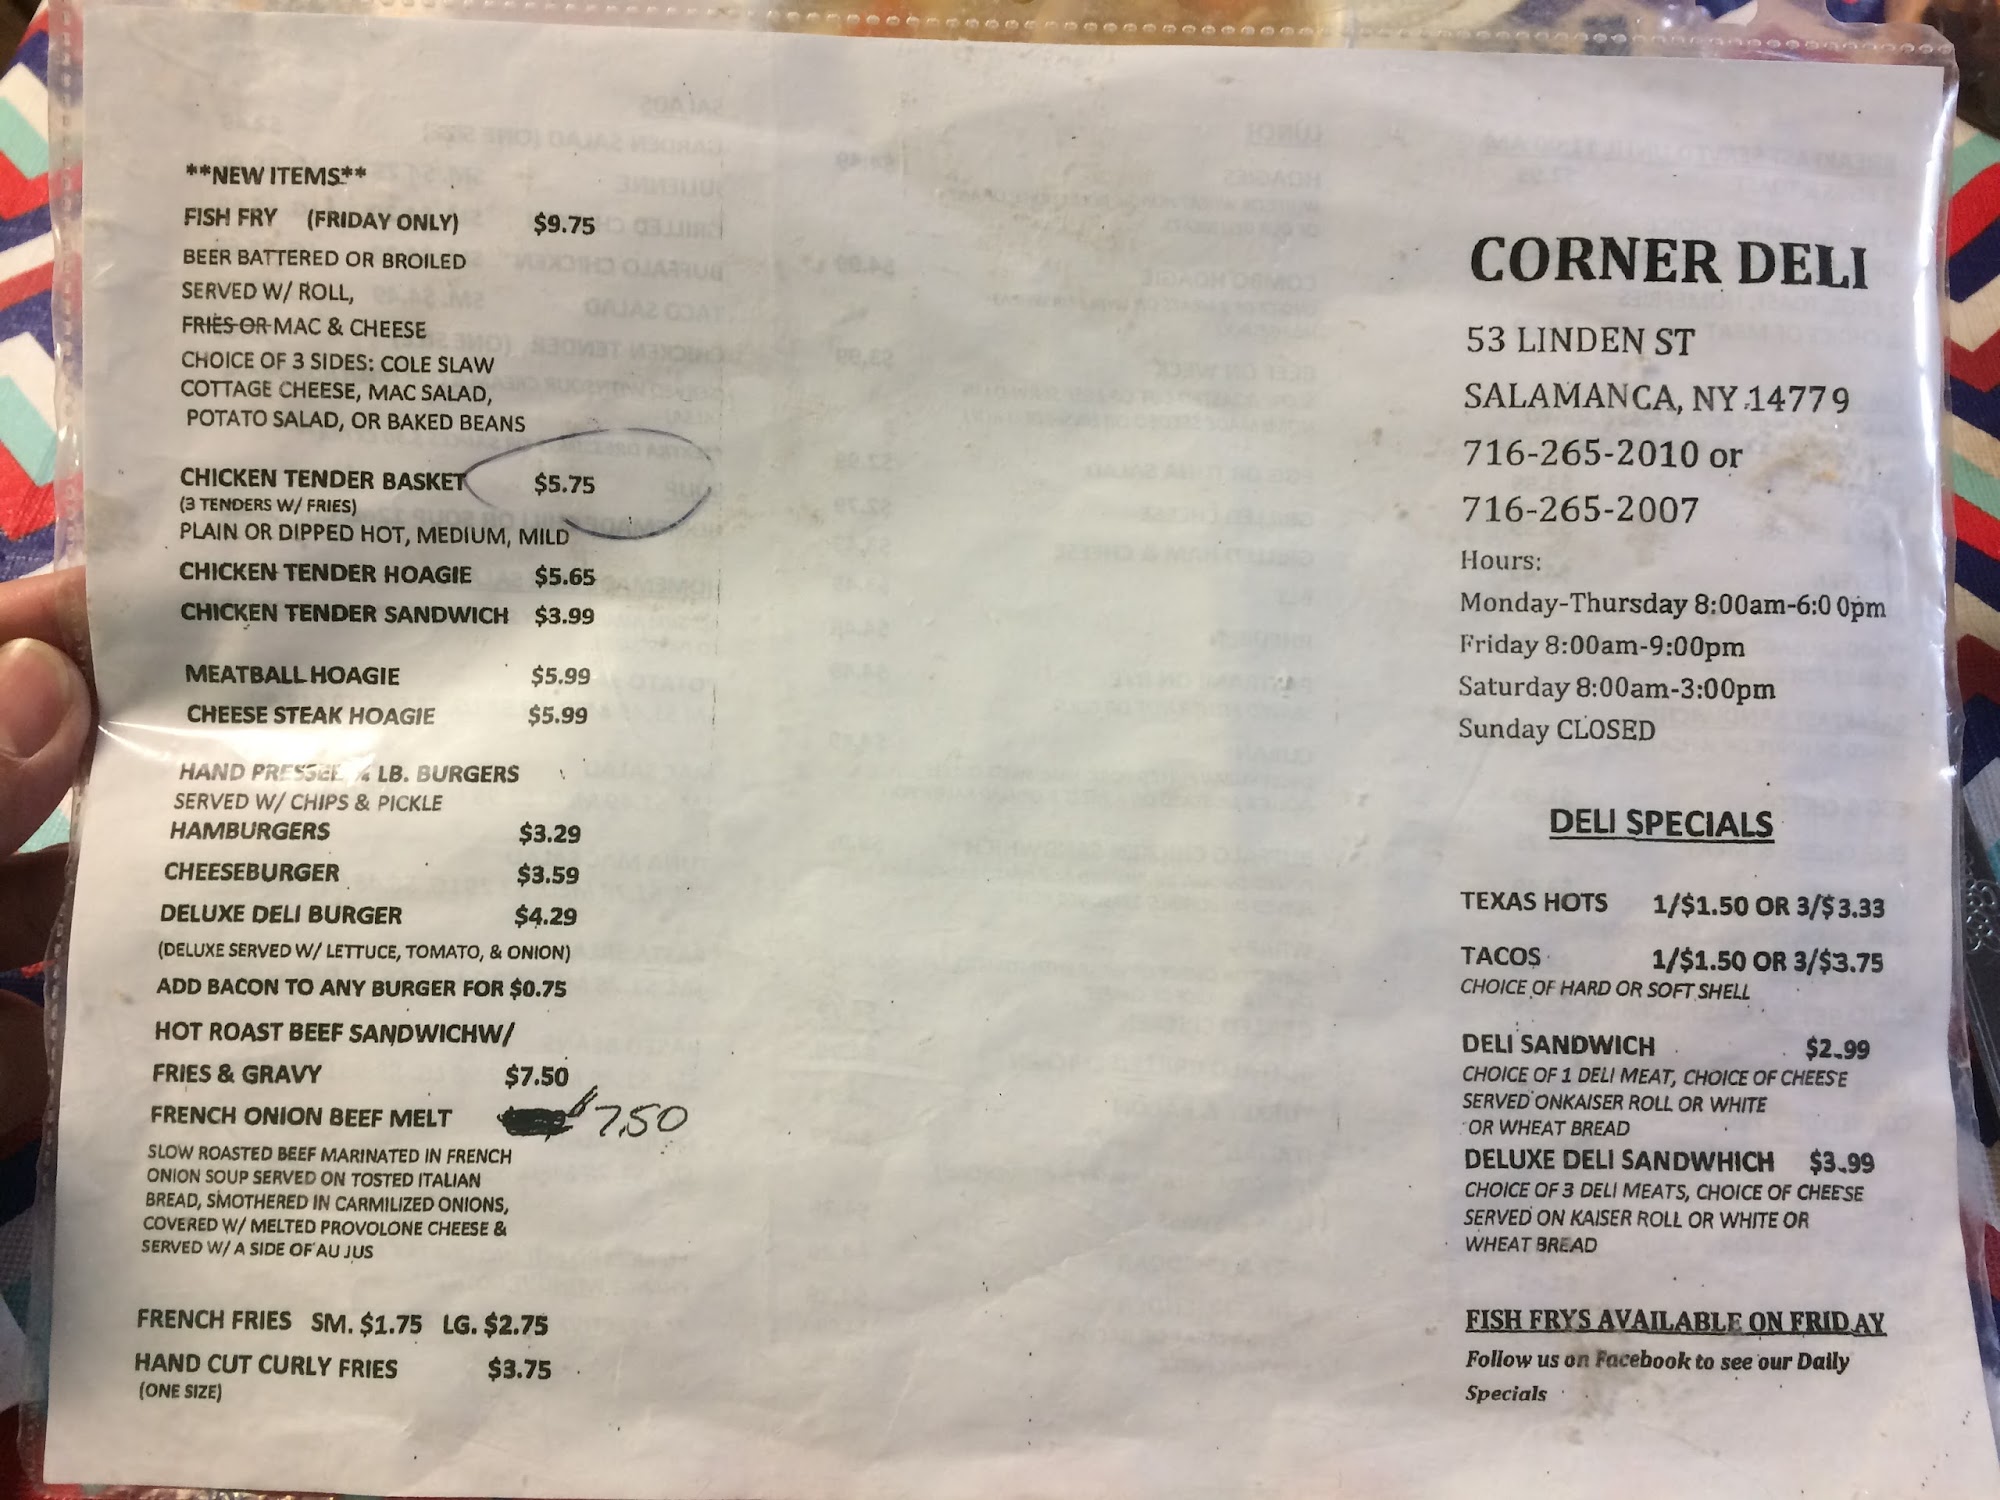 **NEW ITEMS**
FISH FRY (FRIDAY ONLY) $9.75
BEER BATTERED OR BROILED
SERVED W/ ROLL,
FRIES OR MAC & CHEESE
CHOICE OF 3 SIDES: COLE SLAW
COTTAGE CHEESE, MAC SALAD,
POTATO SALAD, OR BAKED BEANS
CHICKEN TENDER BASKET $5.75
(3 TENDERS W/ FRIES)
PLAIN OR DIPPED HOT, MEDIUM, MILD
CHICKEN TENDER HOAGIE $5.65
CHICKEN TENDER SANDWICH $3.99
MEATBALL HOAGIE $5.99
CHEESE STEAK HOAGIE $5.99
HAND LB. BURGERS
SERVED W/ CHIPS & PICKLE
HAMBURGERS $3.29
CHEESEBURGER $3.59
DELUXE DELI BURGER $4.29
(DELUXE SERVED W/ LETTUCE, TOMATO, & ONION)
ADD BACON TO ANY BURGER FOR $0.75
HOT ROAST BEEF SANDWICHW/
FRIES & GRAVY $7.50
FRENCH ONION BEEF MELT $7.50
SLOW ROASTED BEEF MARINATED IN FRENCH
ONION SOUP SERVED ON TOSTED ITALIAN
BREAD, SMOTHERED IN CARMILIZED ONIONS,
COVERED W/ MELTED PROVOLONE CHEESE &
SERVED W/ A SIDE OF AU JUS
FRENCH FRIES SM. $1.75 LG. $2.75
HAND CUT CURLY FRIES $3.75
(ONE SIZE)
CORNER DELI
53 LINDEN ST
SALAMANCA, NY 14779
716-265-2010 or
716-265-2007
Hours:
Monday-Thursday 8:00am-6:00pm
Friday 8:00am-9:00pm
Saturday 8:00am-3:00pm
Sunday CLOSED
DELI SPECIALS
TEXAS HOTS 1/$1.50 OR 3/$3.33
TACOS 1/$1.50 OR 3/$3.75
CHOICE OF HARD OR SOFT SHELL
DELI SANDWICH $2.99
CHOICE OF 1 DELI MEAT, CHOICE OF CHEESE
SERVED ONKAISER ROLL OR WHITE
OR WHEAT BREAD
DELUXE DELI SANDWHICH $3.99
CHOICE OF 3 DELI MEATS, CHOICE OF CHEESE
SERVED ON KAISER ROLL OR WHITE OR
WHEAT BREAD
FISH FRYS AVAILABLE ON FRIDAY
Follow us on Facebook to see our Daily
Specials